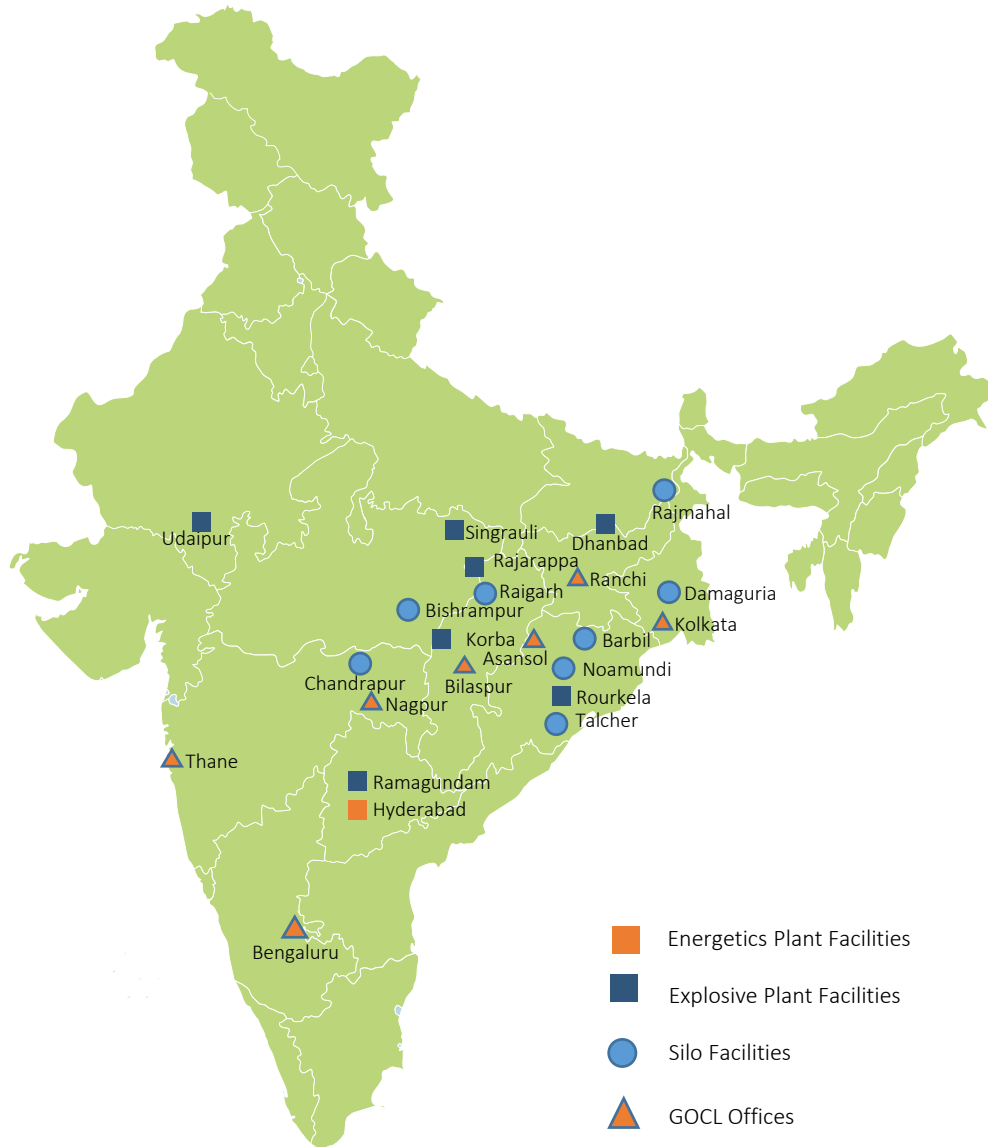 Rajmahal
Udaipur
Singrauli
Dhanbad
Rajarappa
Ranchi
Raigarh
Damaguria
Bishrampur
Kolkata
Korba
Barbil
Asansol
Noamundi
Chandrapur
Bilaspur
Nagpur
Rourkela
Talcher
Thane
Ramagundam
Hyderabad
Bengaluru
Energetics Plant Facilities
Explosive Plant Facilities
Silo Facilities
GOCL Offices